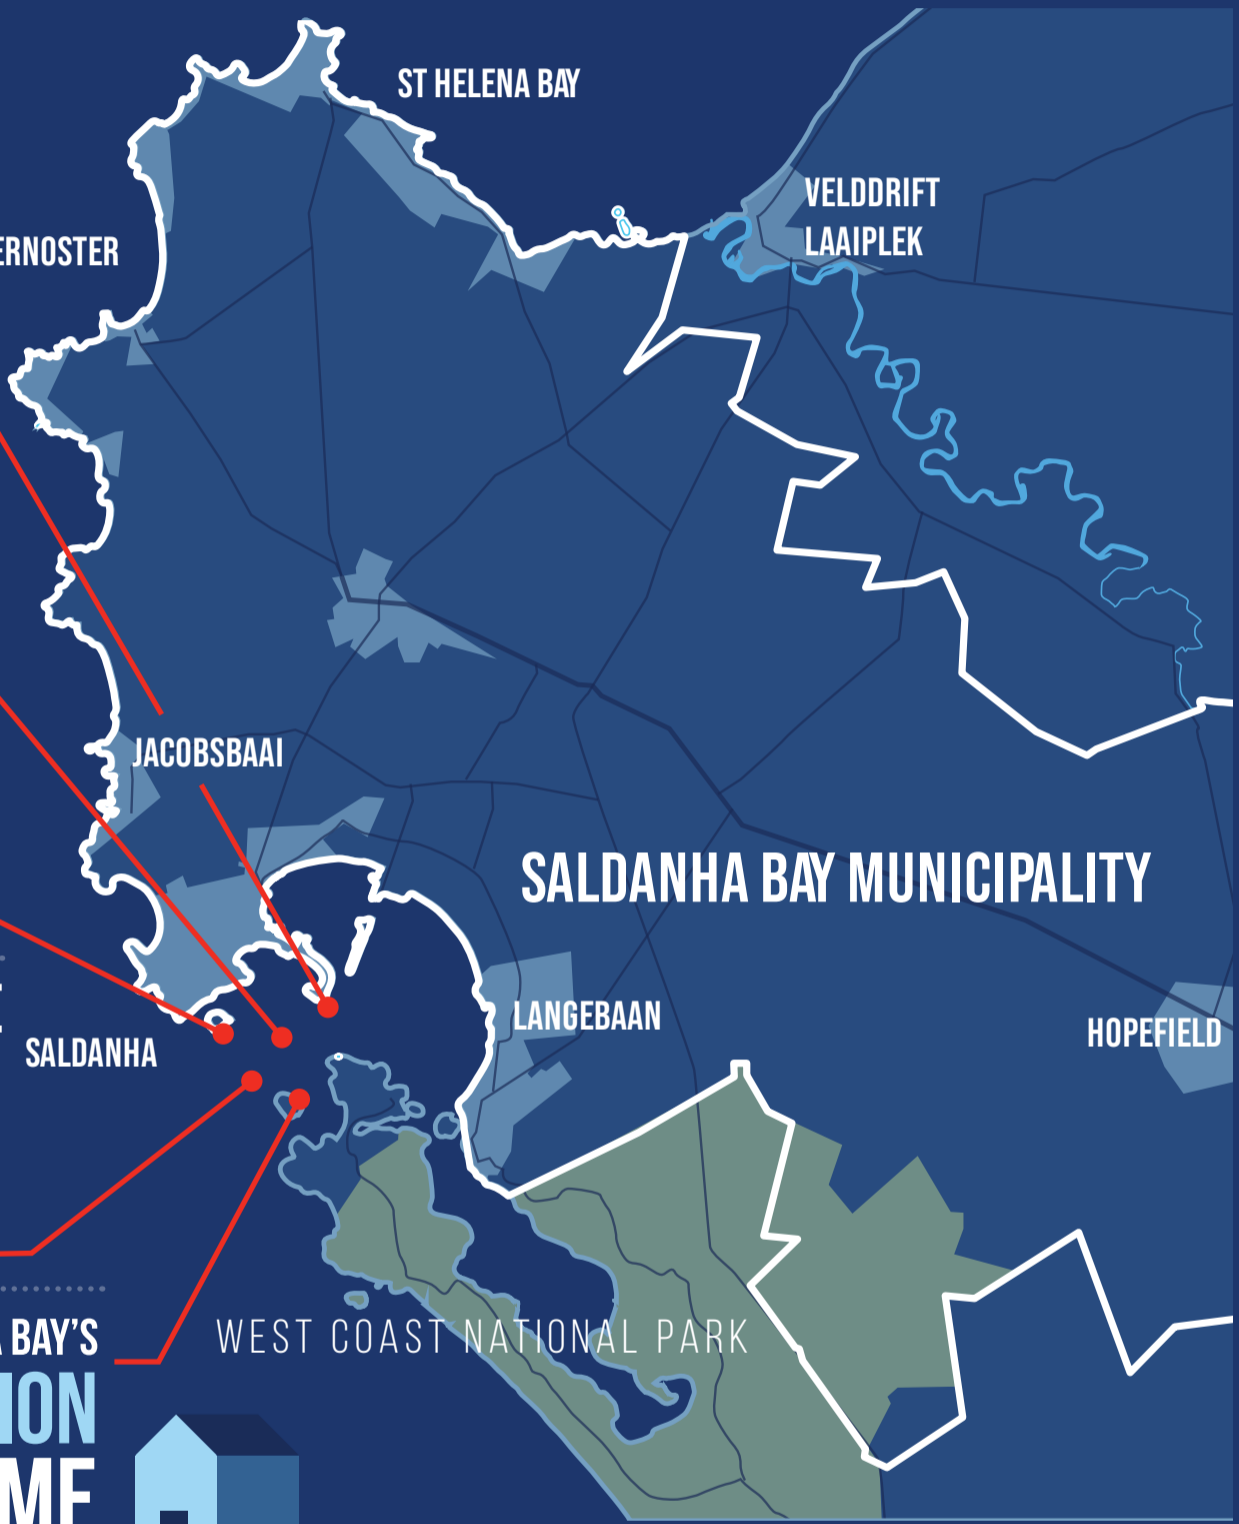 ST HELENA BAY
VELDDRIFT
LAAIPLEK
ERNOSTER
JACOBSBAAI
SALDANHA BAY MUNICIPALITY
LANGEBAAN
HOPEFIELD
SALDANHA
WEST COAST NATIONAL PARK
BAY'S
ION
ME